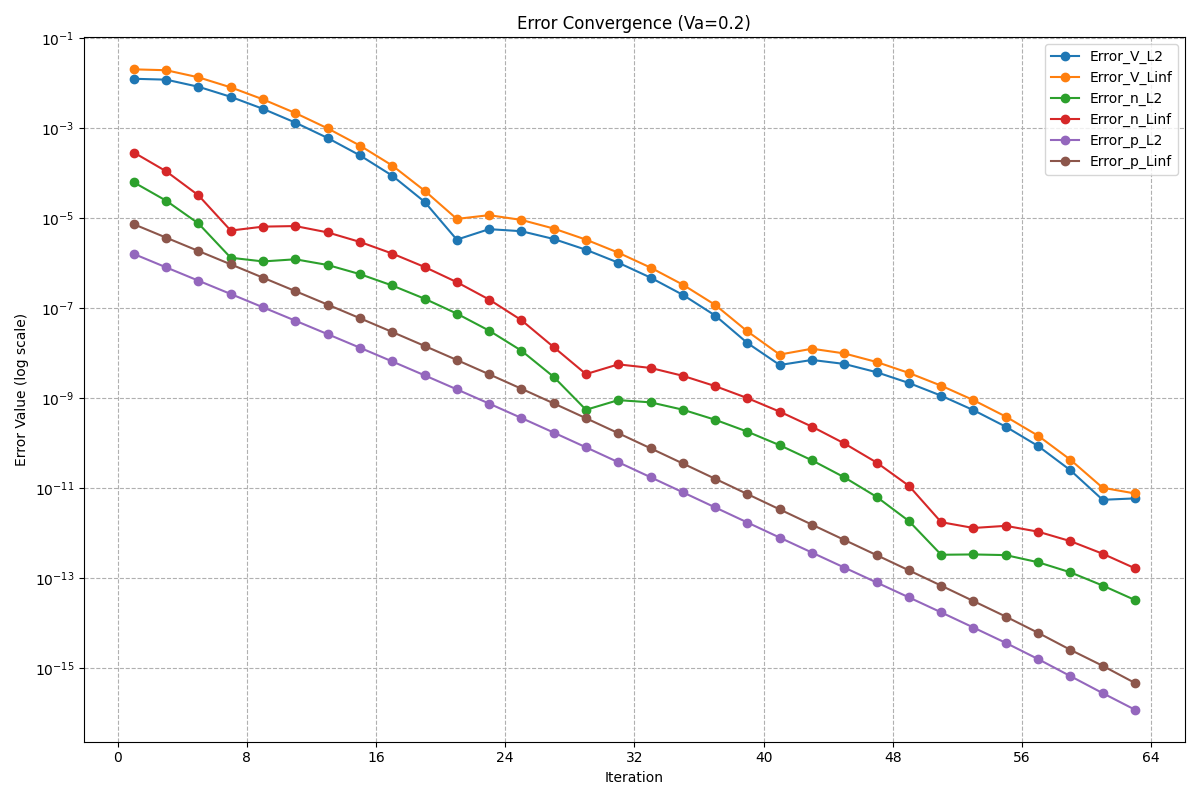 Error Convergence (Va=0.2)
Error Value (log scale)
10⁻¹
10⁻³
10⁻⁵
10⁻⁷
10⁻⁹
10⁻¹¹
10⁻¹³
10⁻¹⁵
Error_V_L2
Error_V_Linf
Error_n_L2
Error_n_Linf
Error_p_L2
Error_p_Linf
0 8 16 24 32 40 48 56 64
Iteration